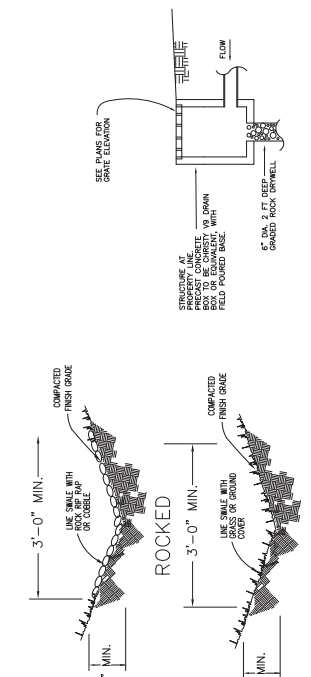 SEE PLANS FOR
GRATE ELEVATION
FLOW
STRUCTURE AT
PROPERTY LINE.
PRECAST CONCRETE
BOX TO BE CHRISTY V9 DRAIN
BOX OR EQUIVALENT, WITH
FIELD POURED BASE.
6" DIA. 2 FT DEEP
GRADED ROCK DRYWELL
3'-0" MIN.
LINE SWALE WITH
ROCK RIP RAP
OR COBBLE
COMPACTED
FINISH GRADE
MIN.
ROCKED
3'-0" MIN.
LINE SWALE WITH
GRASS OR GROUND
COVER
COMPACTED
FINISH GRADE
MIN.